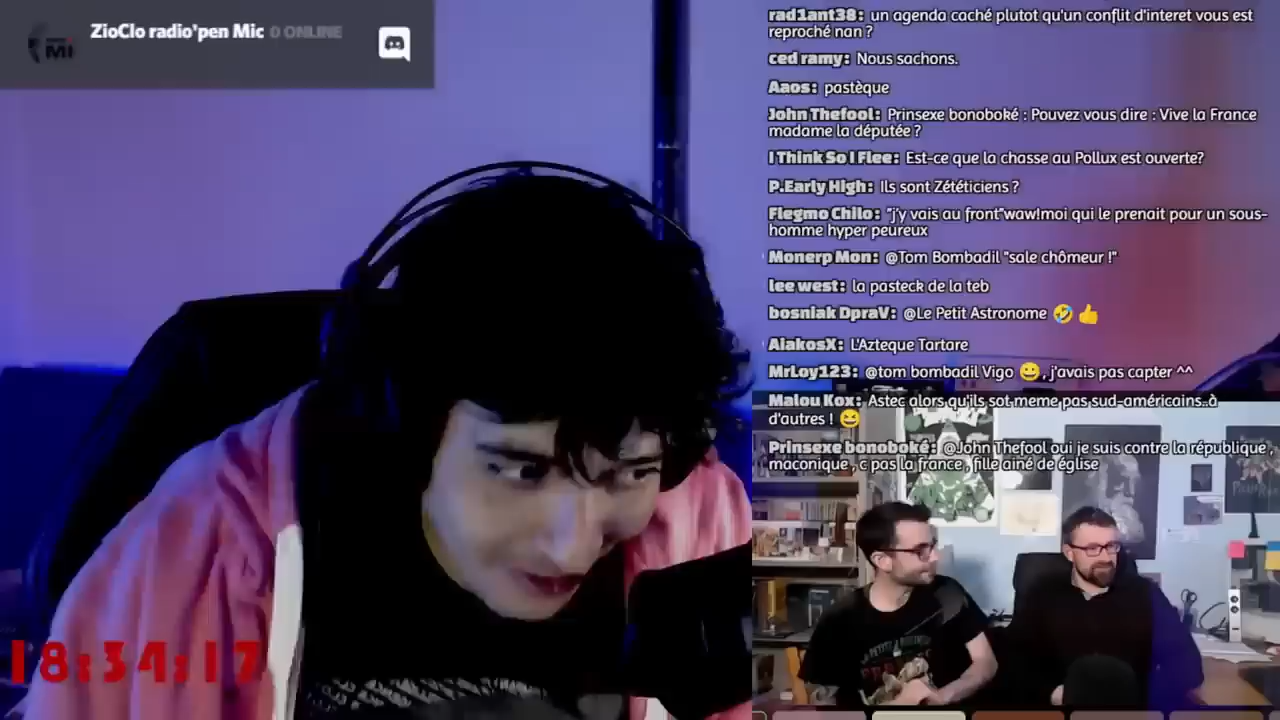 ZioClo radio'pen Mic 0 ONLINE
MI
rad1ant38: un agenda caché plutot qu'un conflit d'interet vous est
reproché nan ?
ced ramy: Nous sachons.
Aaos: pastèque
John Thefool: Prinsexe bonoboké : Pouvez vous dire : Vive la France
madame la députée ?
I Think So I Flee: Est-ce que la chasse au Pollux est ouverte?
P.Early High: Ils sont Zététiciens ?
Flegmo Chilo: "j'y vais au front"waw!moi qui le prenait pour un sous-
homme hyper peureux
Monerp Mon: @Tom Bombadil "sale chômeur !"
lee west: la pasteck de la teb
bosniak DpraV: @Le Petit Astronome 🤣 👍
AiakosX: L'Azteque Tartare
MrLoy123: @tom bombadil Vigo 😀, j'avais pas capter ^^
Malou Kox: Astec alors qu'ils sot meme pas sud-américains..à
d'autres ! 😆
Prinsexe bonoboké: @John Thefool oui je suis contre la république ,
maconique , c pas la france , fille ainé de église
18:34:17